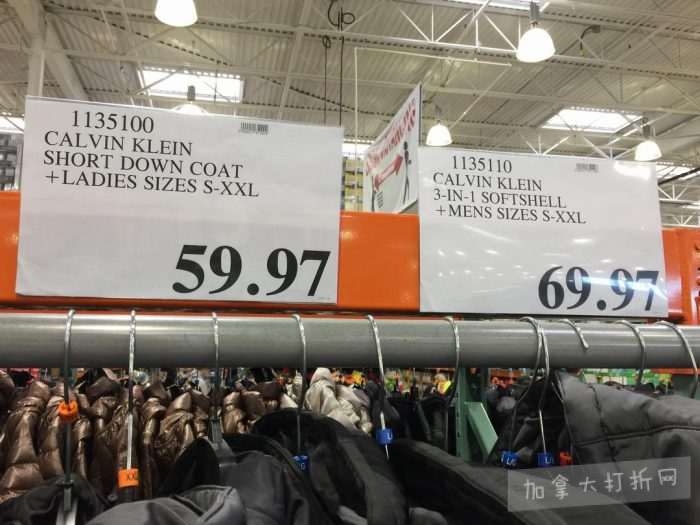 1135100
CALVIN KLEIN
SHORT DOWN COAT
+LADIES SIZES S-XXL
59.97
1135110
CALVIN KLEIN
3-IN-1 SOFTSHELL
+MENS SIZES S-XXL
69.97
XXL
L/G
L/G
L/G
加拿大打折网